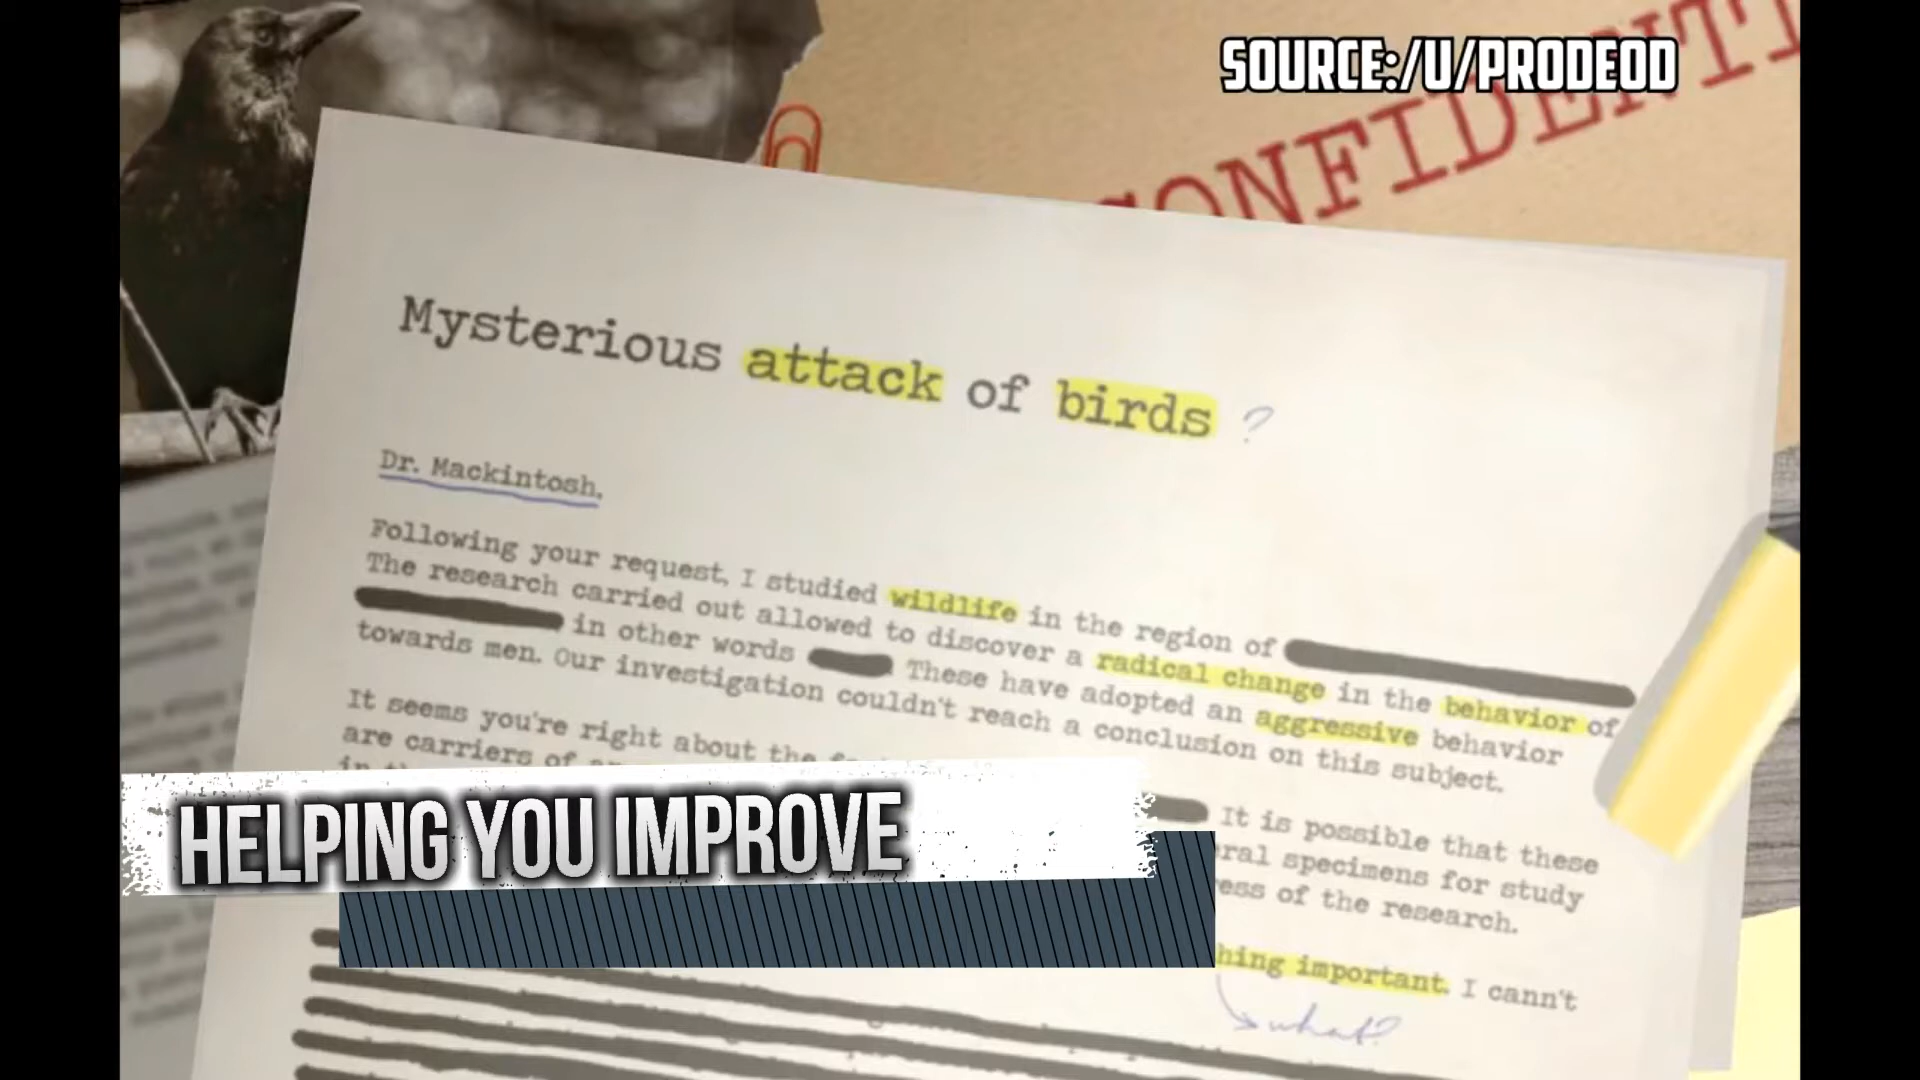 SOURCE:/U/PRODEOD
Mysterious attack of birds ?
Dr. Mackintosh.
Following your request, I studied wildlife in the region of
The research carried out allowed to discover a radical change in the behavior of
in other words These have adopted an aggressive behavior
towards men. Our investigation couldn't reach a conclusion on this subject.
It seems you're right about the
It is possible that these
are carriers of
specimens for study
in
of the research.
important. I cann't
what?
HELPING YOU IMPROVE